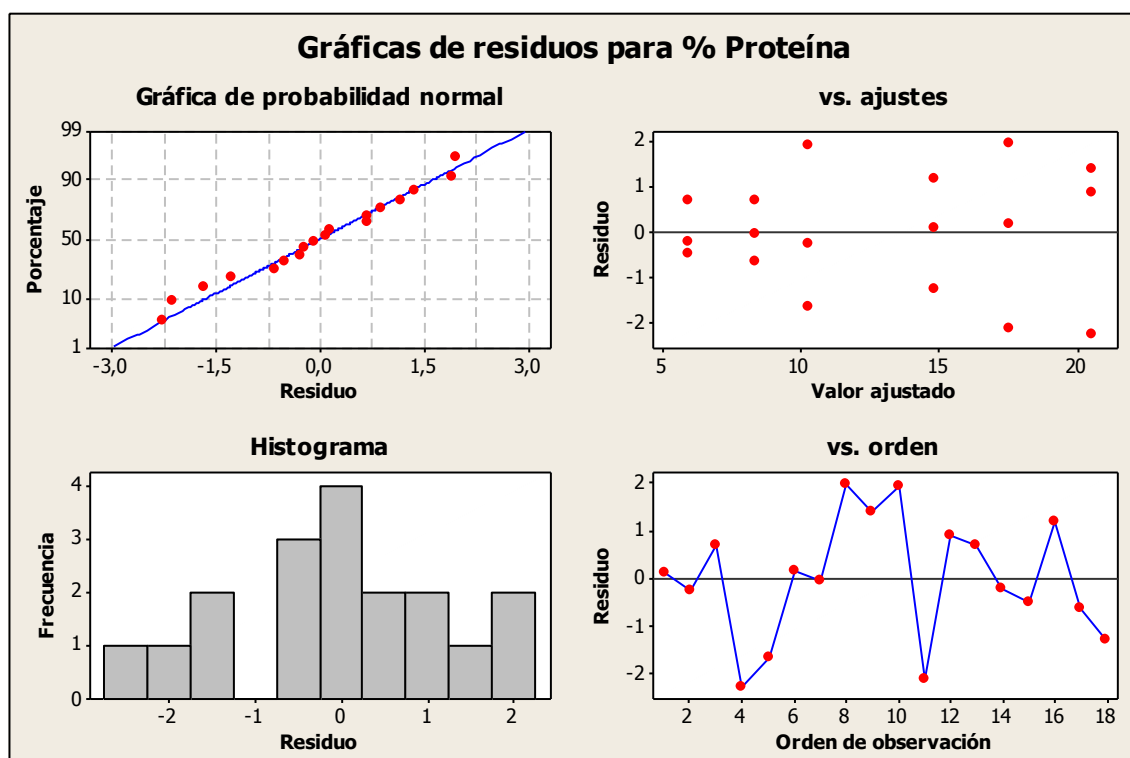 Gráficas de residuos para % Proteína
Gráfica de probabilidad normal
99
90
50
10
1
Porcentaje
-3,0 -1,5 0,0 1,5 3,0
Residuo
vs. ajustes
2
1
0
-1
-2
Residuo
5 10 15 20
Valor ajustado
Histograma
4
3
2
1
0
Frecuencia
-2 -1 0 1 2
Residuo
vs. orden
2
1
0
-1
-2
Residuo
2 4 6 8 10 12 14 16 18
Orden de observación